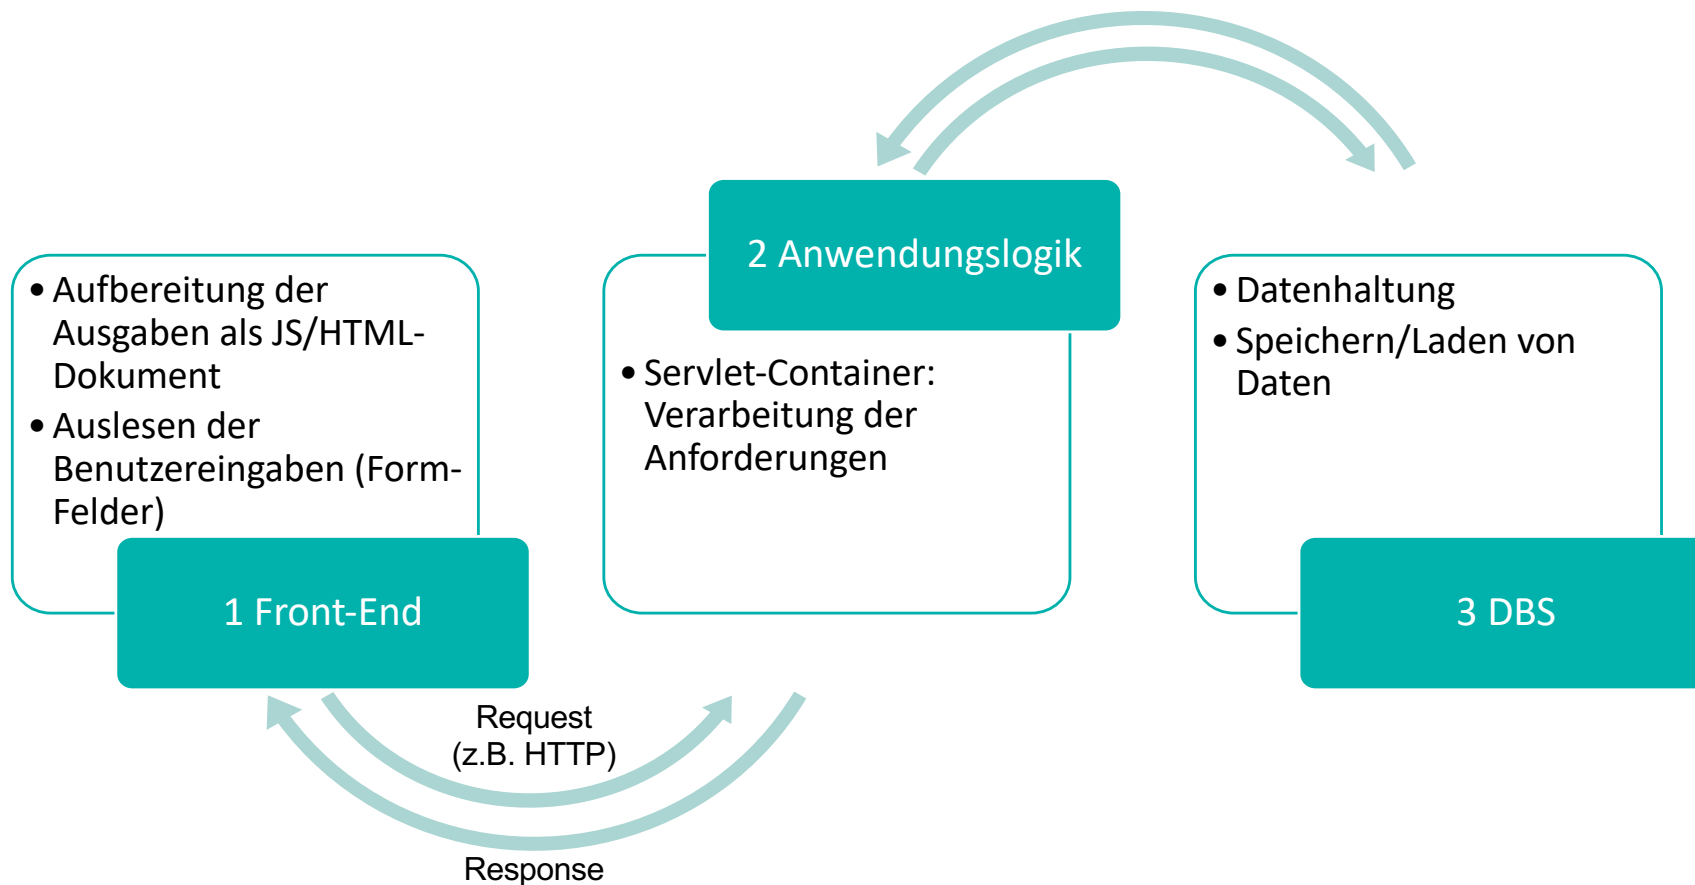 • Aufbereitung der
Ausgaben als JS/HTML-
Dokument
• Auslesen der
Benutzereingaben (Form-
Felder)
1 Front-End
Request
(z.B. HTTP)
Response
2 Anwendungslogik
• Servlet-Container:
Verarbeitung der
Anforderungen
• Datenhaltung
• Speichern/Laden von
Daten
3 DBS